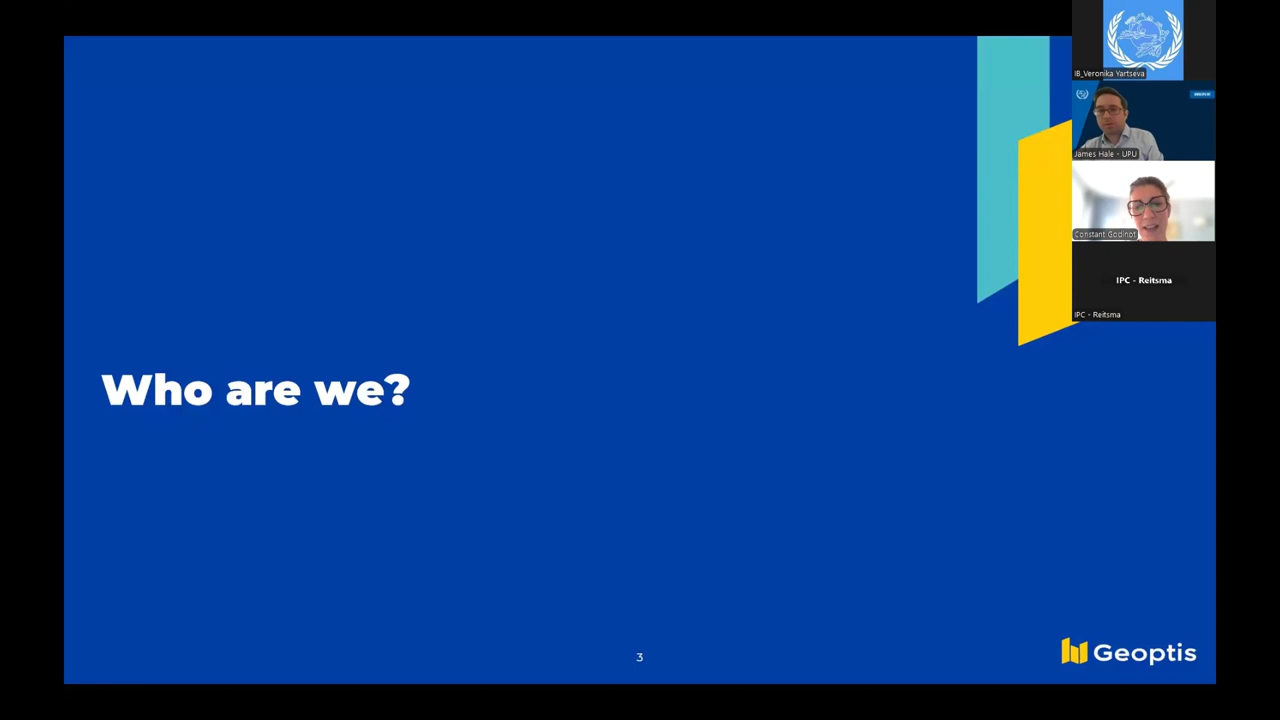 IB_Veronika Yartseva
James Hale - UPU
Constant Godinot
IPC - Reitsma
IPC - Reitsma
Who are we?
3
Geoptis